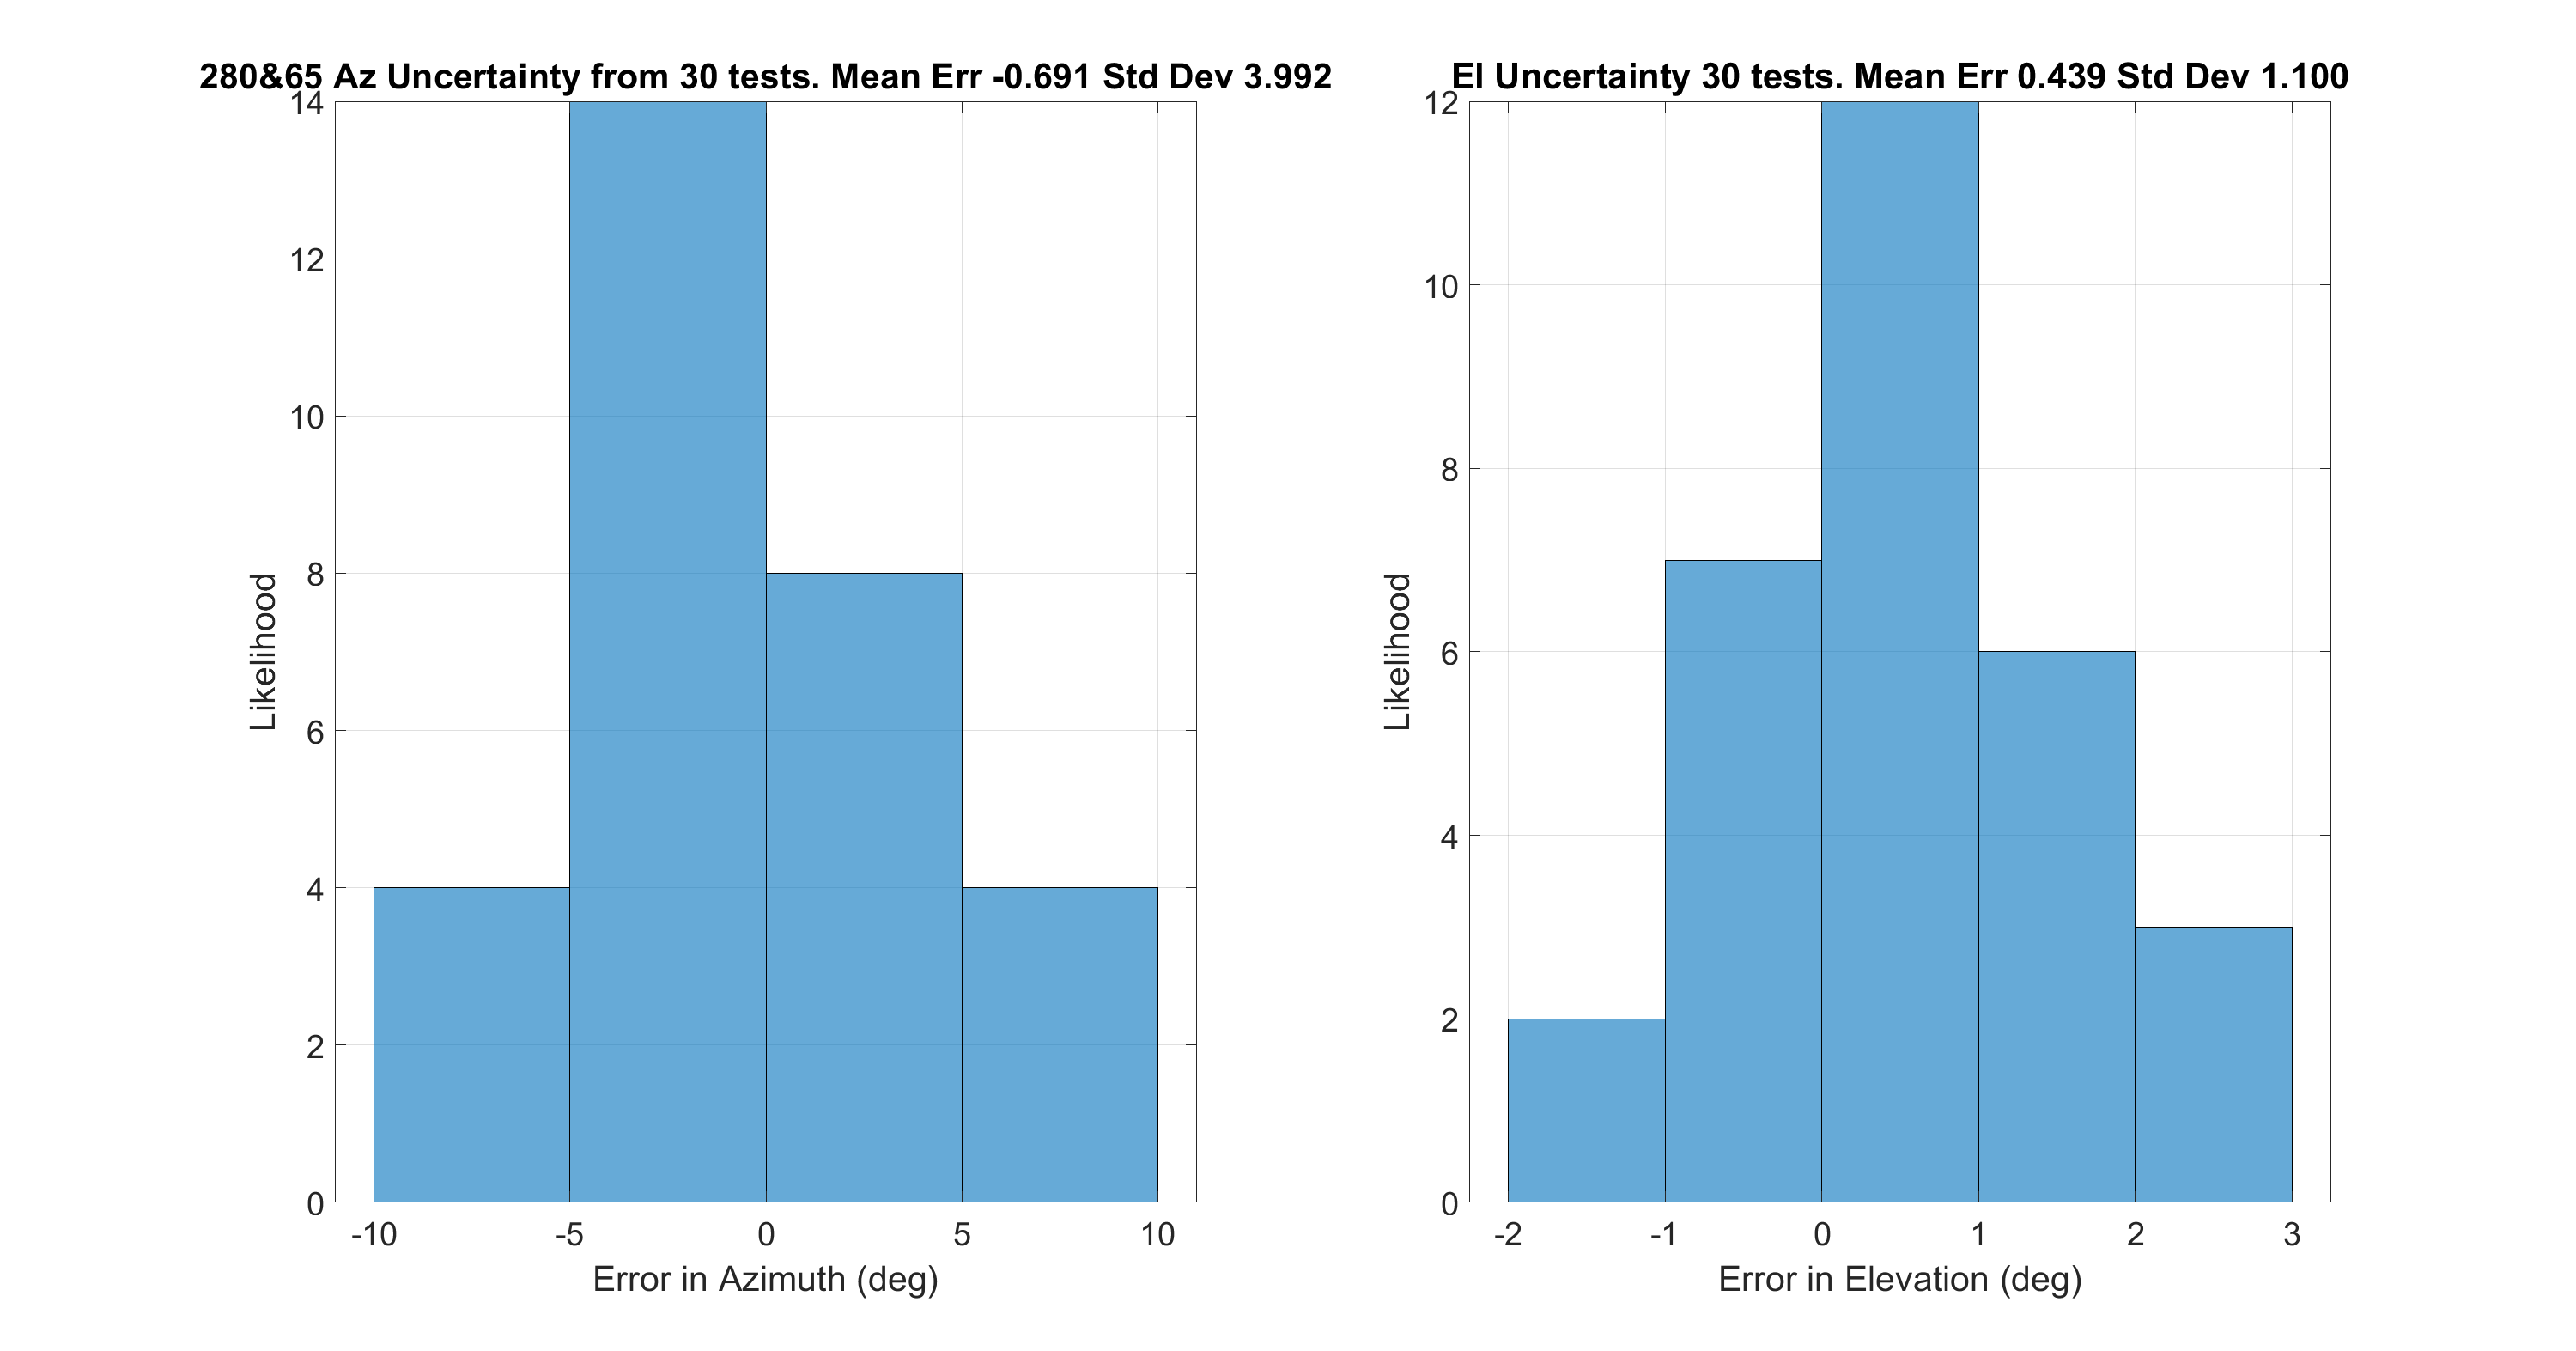 280&65 Az Uncertainty from 30 tests. Mean Err -0.691 Std Dev 3.992
14
12
10
8
6
4
2
0
Likelihood
-10 -5 0 5 10
Error in Azimuth (deg)
El Uncertainty 30 tests. Mean Err 0.439 Std Dev 1.100
12
10
8
6
4
2
0
Likelihood
-2 -1 0 1 2 3
Error in Elevation (deg)